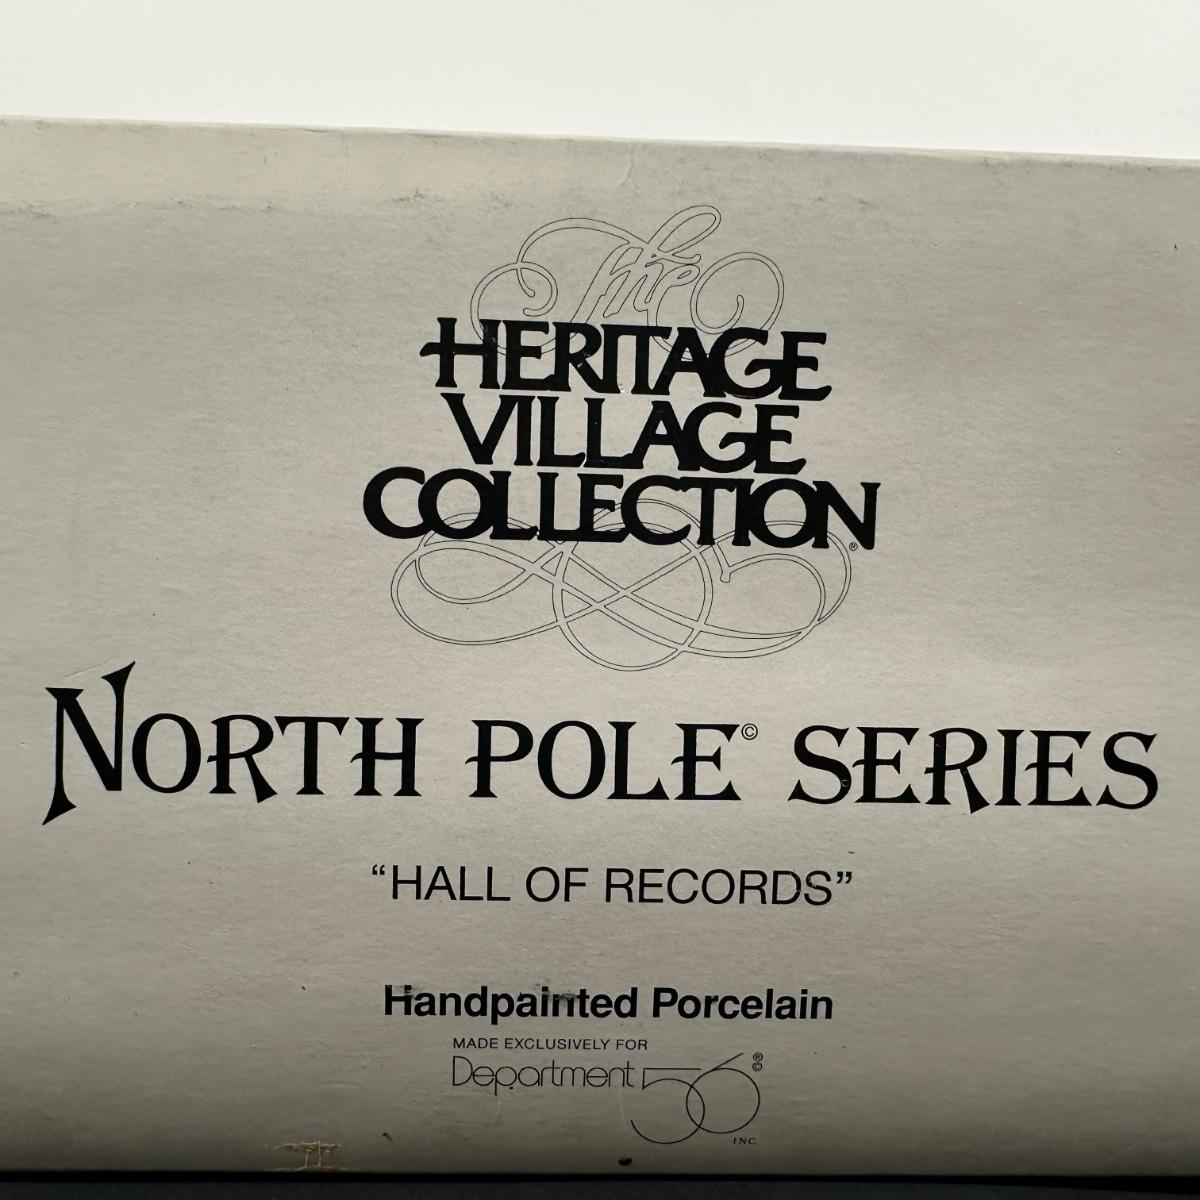 The
HERITAGE
VILLAGE
COLLECTION®
NORTH POLE© SERIES
“HALL OF RECORDS”
Handpainted Porcelain
MADE EXCLUSIVELY FOR
Department 56®©
INC.